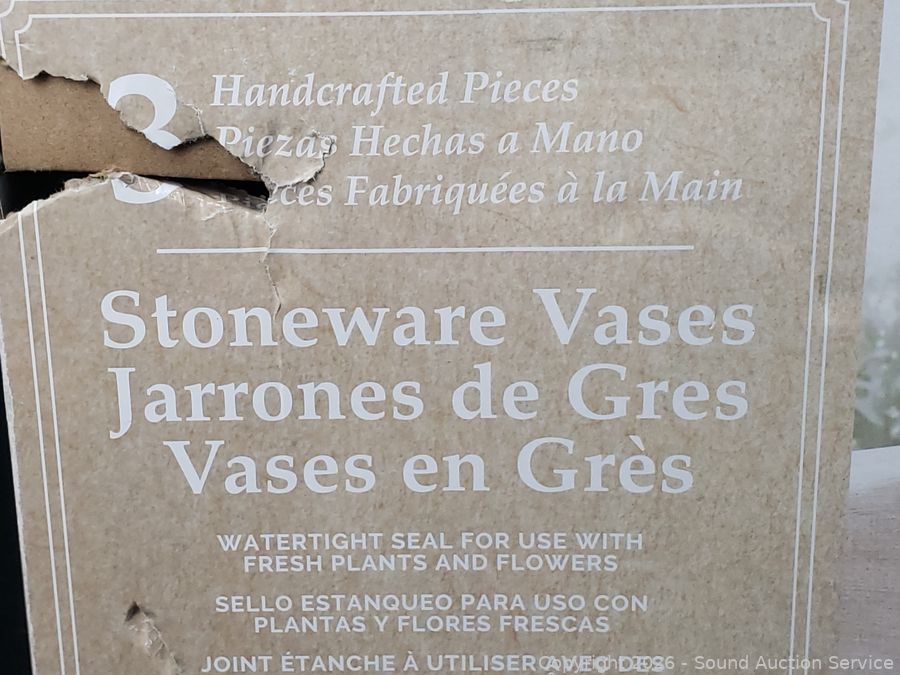 3
Handcrafted Pieces
Piezas Hechas a Mano
Fabriquées à la Main
Stoneware Vases
Jarrones de Gres
Vases en Grès
WATERTIGHT SEAL FOR USE WITH
FRESH PLANTS AND FLOWERS
SELLO ESTANQUEO PARA USO CON
PLANTAS Y FLORES FRESCAS
JOINT ÉTANCHE À UTILISER AVEC DES
Copyright 2026 - Sound Auction Service